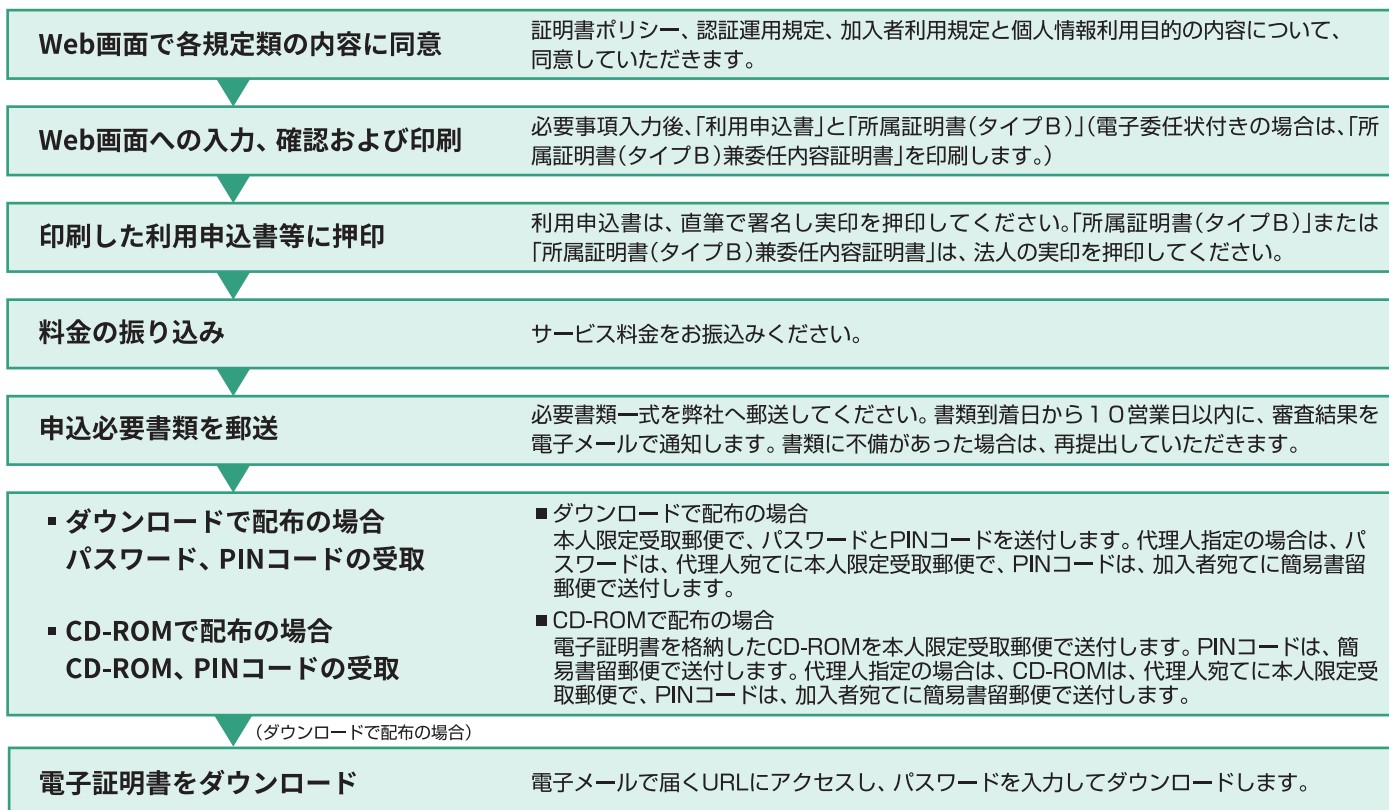 Web画面で各規定類の内容に同意
証明書ポリシー、認証運用規定、加入者利用規定と個人情報利用目的の内容について、
同意していただきます。
Web画面への入力、確認および印刷
必要事項入力後、「利用申込書」と「所属証明書(タイプB)」(電子委任状付きの場合は、「所
属証明書(タイプB)兼委任内容証明書」を印刷します。)
印刷した利用申込書等に押印
利用申込書は、直筆で署名し実印を押印してください。「所属証明書(タイプB)」または
「所属証明書(タイプB)兼委任内容証明書」は、法人の実印を押印してください。
料金の振り込み
サービス料金をお振込みください。
申込必要書類を郵送
必要書類一式を弊社へ郵送してください。書類到着日から10営業日以内に、審査結果を
電子メールで通知します。書類に不備があった場合は、再提出していただきます。
▪ ダウンロードで配布の場合
パスワード、PINコードの受取
■ ダウンロードで配布の場合
本人限定受取郵便で、パスワードとPINコードを送付します。代理人指定の場合は、パ
スワードは、代理人宛てに本人限定受取郵便で、PINコードは、加入者宛てに簡易書留
郵便で送付します。
▪ CD-ROMで配布の場合
CD-ROM、PINコードの受取
■ CD-ROMで配布の場合
電子証明書を格納したCD-ROMを本人限定受取郵便で送付します。PINコードは、簡
易書留郵便で送付します。代理人指定の場合は、CD-ROMは、代理人宛てに本人限定受
取郵便で、PINコードは、加入者宛てに簡易書留郵便で送付します。
(ダウンロードで配布の場合)
電子証明書をダウンロード
電子メールで届くURLにアクセスし、パスワードを入力してダウンロードします。